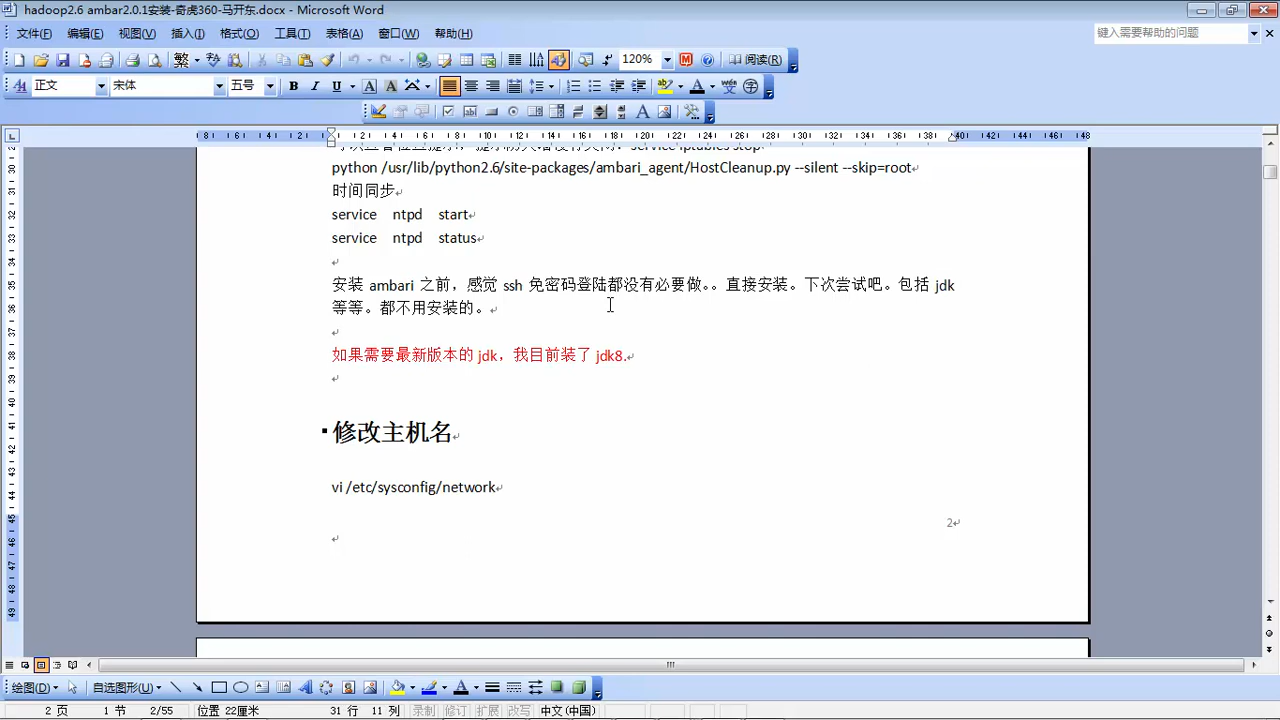 hadoop2.6 ambar2.0.1安装-奇虎360-马开东.docx - Microsoft Word
文件(F) 编辑(E) 视图(V) 插入(I) 格式(O) 工具(T) 表格(A) 窗口(W) 帮助(H) 键入需要帮助的问题
繁 120% 阅读(R)
正文 宋体 五号 B I U A A
python /usr/lib/python2.6/site-packages/ambari_agent/HostCleanup.py --silent --skip=root
时间同步
service ntpd start
service ntpd status
安装 ambari 之前，感觉 ssh 免密码登陆都没有必要做。。直接安装。下次尝试吧。包括 jdk
等等。都不用安装的。
如果需要最新版本的 jdk，我目前装了 jdk8.
修改主机名
vi /etc/sysconfig/network
2
绘图(D) 自选图形(U)
2 页 1 节 2/55 位置 22厘米 31 行 11 列 录制 修订 扩展 改写 中文(中国)